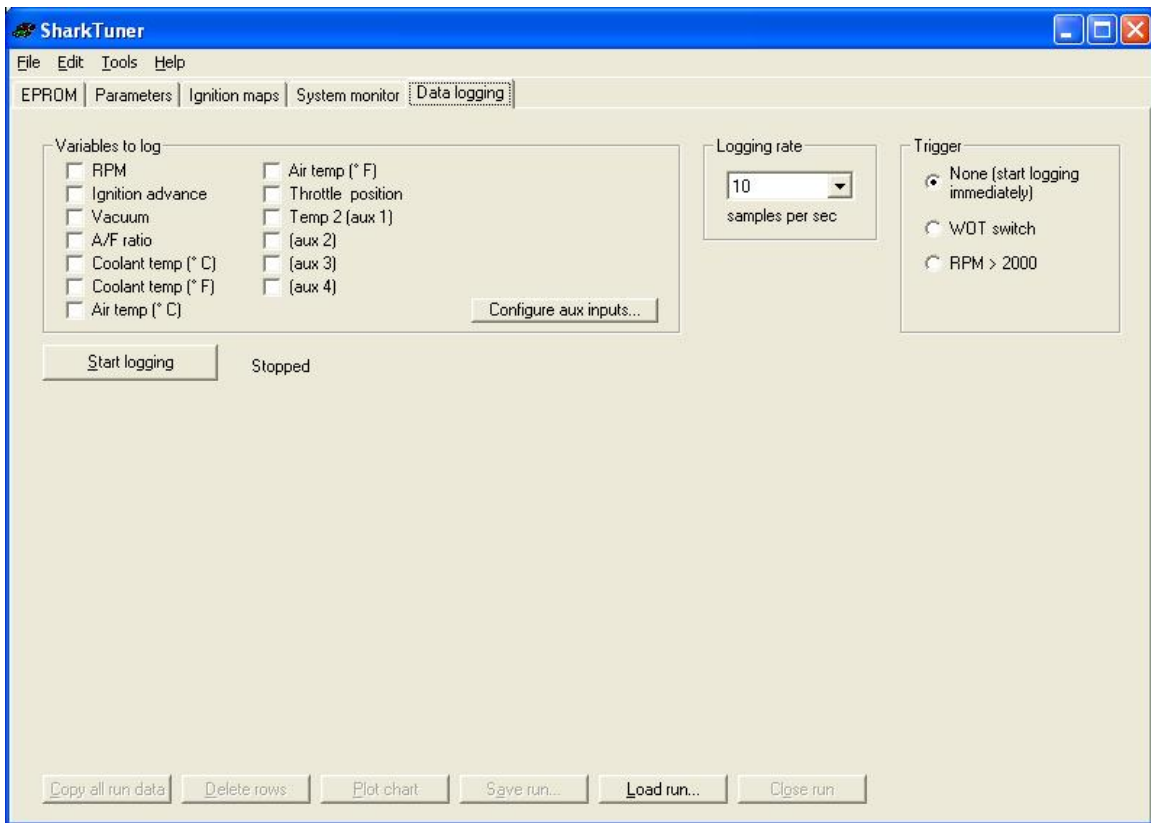 SharkTuner
File Edit Tools Help
EPROM Parameters Ignition maps System monitor Data logging
Variables to log
RPM
Ignition advance
Vacuum
A/F ratio
Coolant temp (° C)
Coolant temp (° F)
Air temp (° C)
Air temp (° F)
Throttle position
Temp 2 (aux 1)
(aux 2)
(aux 3)
(aux 4)
Configure aux inputs...
Logging rate
10
samples per sec
Trigger
None (start logging
immediately)
WOT switch
RPM > 2000
Start logging
Stopped
Copy all run data Delete rows Plot chart Save run... Load run... Close run